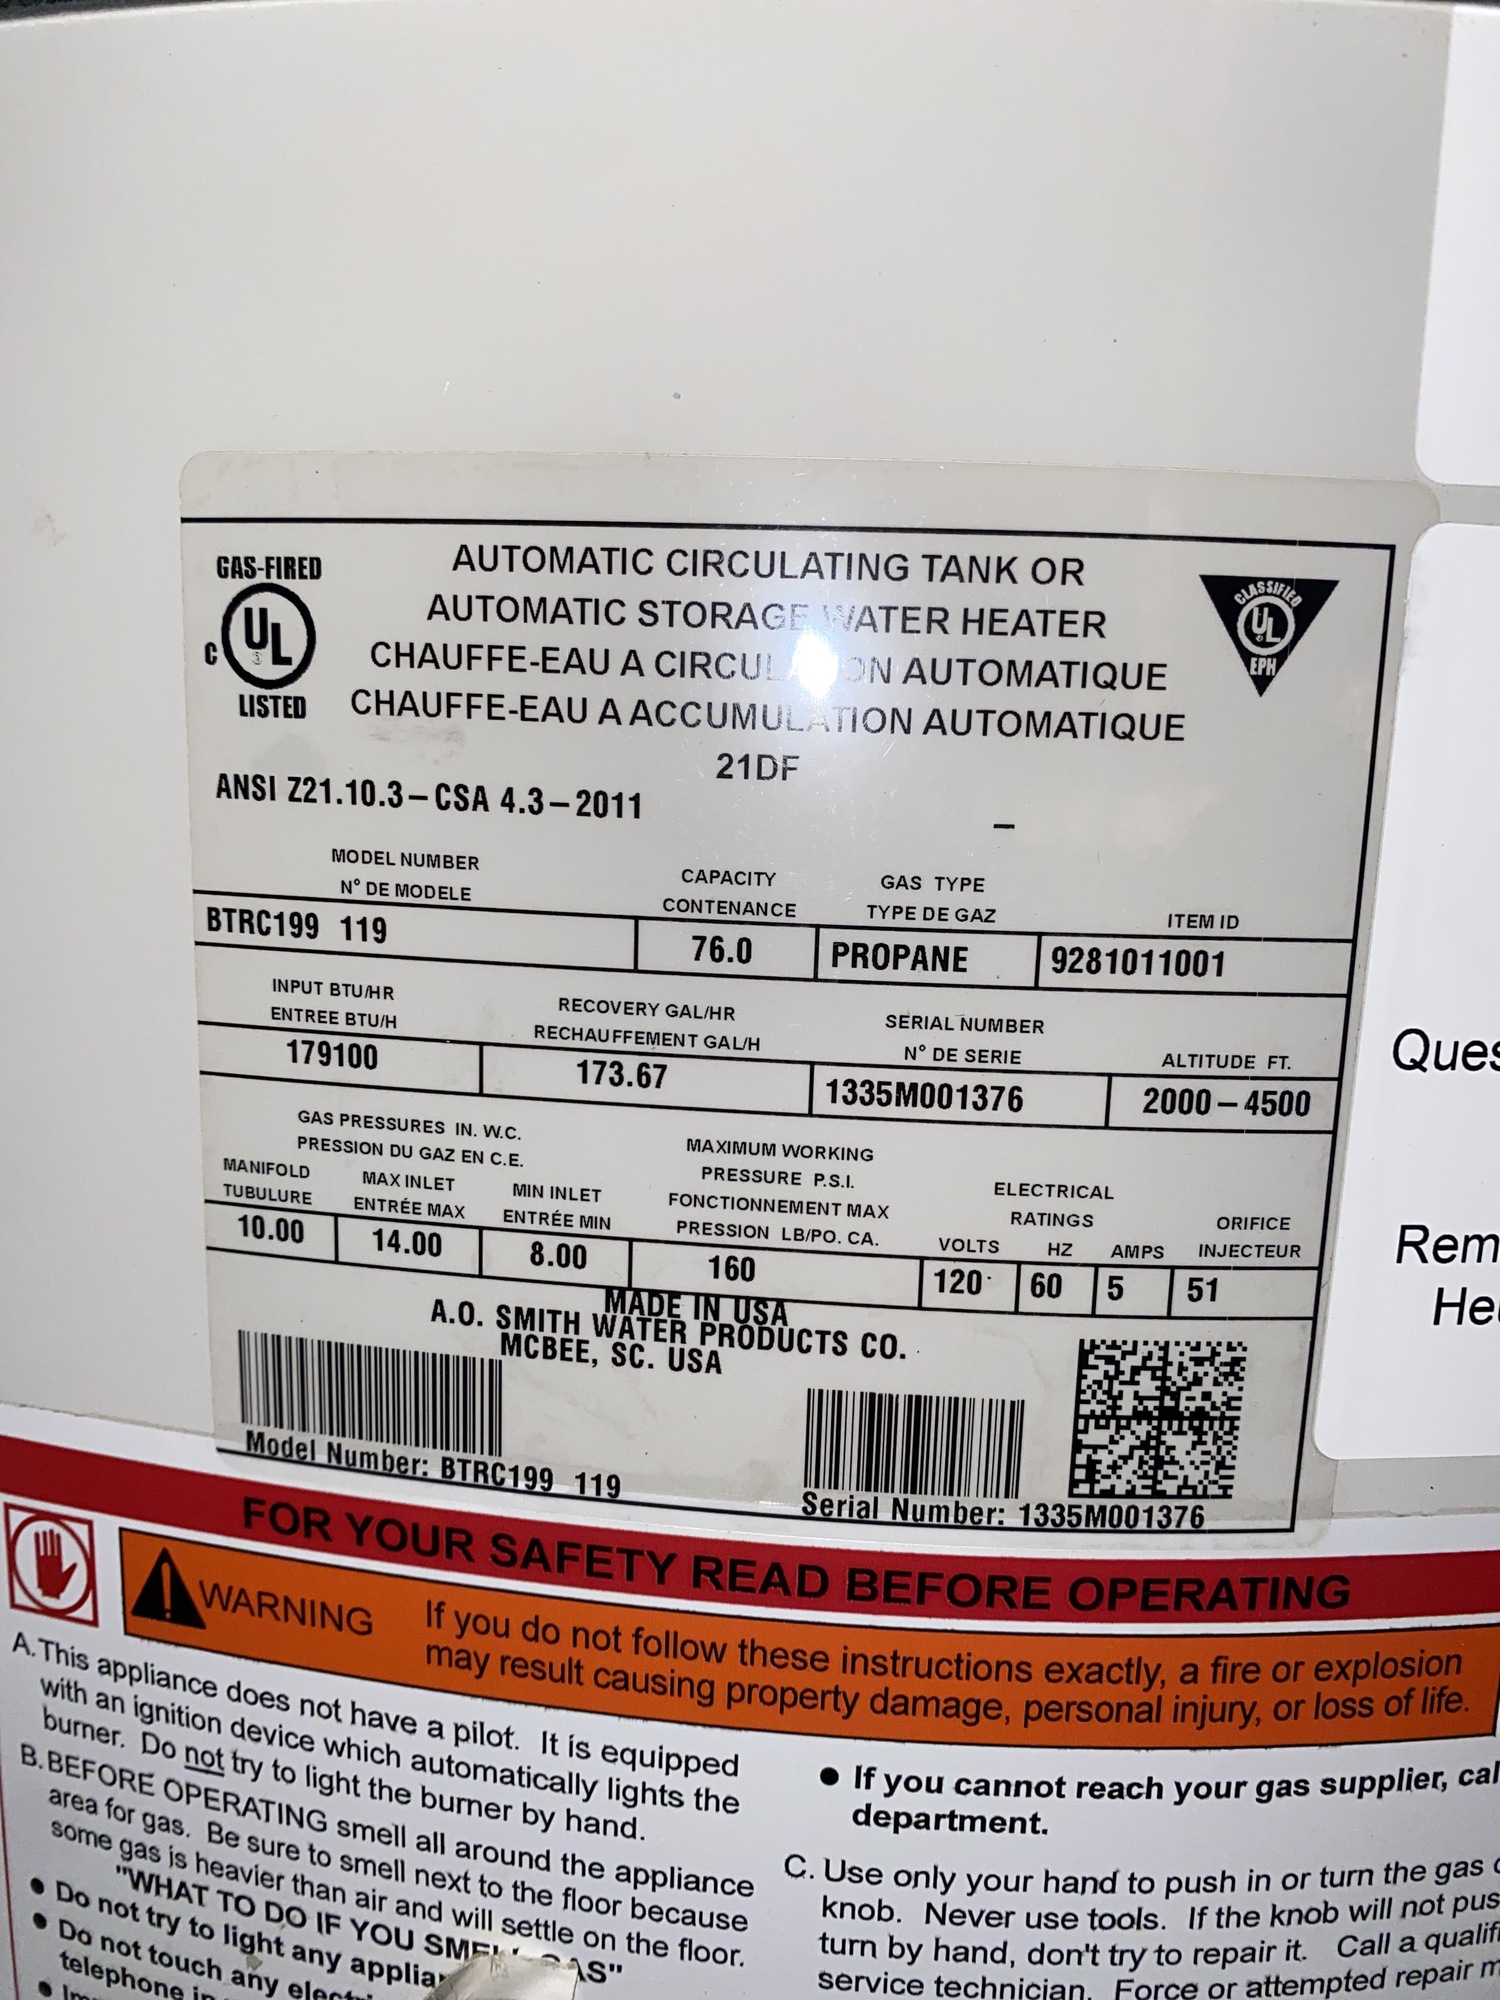 GAS-FIRED
C UL
LISTED
AUTOMATIC CIRCULATING TANK OR
AUTOMATIC STORAGE WATER HEATER
CHAUFFE-EAU A CIRCULATION AUTOMATIQUE
CHAUFFE-EAU A ACCUMULATION AUTOMATIQUE
21DF
CLASSIFIED
UL
EPH
ANSI Z21.10.3–CSA 4.3–2011
–
MODEL NUMBER
N° DE MODELE
BTRC199 119
CAPACITY
CONTENANCE
76.0
GAS TYPE
TYPE DE GAZ
PROPANE
ITEM ID
9281011001
INPUT BTU/HR
ENTREE BTU/H
179100
RECOVERY GAL/HR
RECHAUFFEMENT GAL/H
173.67
SERIAL NUMBER
N° DE SERIE
1335M001376
ALTITUDE FT.
2000–4500
GAS PRESSURES IN. W.C.
PRESSION DU GAZ EN C.E.
MANIFOLD
TUBULURE
10.00
MAX INLET
ENTRÉE MAX
14.00
MIN INLET
ENTRÉE MIN
8.00
MAXIMUM WORKING
PRESSURE P.S.I.
FONCTIONNEMENT MAX
PRESSION LB/PO. CA.
160
ELECTRICAL
RATINGS
VOLTS HZ AMPS
120 60 5
ORIFICE
INJECTEUR
51
MADE IN USA
A.O. SMITH WATER PRODUCTS CO.
MCBEE, SC. USA
Model Number: BTRC199 119
Serial Number: 1335M001376
Ques
Rem
He
FOR YOUR SAFETY READ BEFORE OPERATING
WARNING
If you do not follow these instructions exactly, a fire or explosion
may result causing property damage, personal injury, or loss of life.
A. This appliance does not have a pilot. It is equipped
with an ignition device which automatically lights the
burner. Do not try to light the burner by hand.
B. BEFORE OPERATING smell all around the appliance
area for gas. Be sure to smell next to the floor because
some gas is heavier than air and will settle on the floor.
"WHAT TO DO IF YOU SMELL GAS"
• Do not try to light any applia
• Do not touch any elect
telephone in
• If you cannot reach your gas supplier, cal
department.
C. Use only your hand to push in or turn the gas
knob. Never use tools. If the knob will not pus
turn by hand, don't try to repair it. Call a qualifi
service technician. Force or attempted repair m